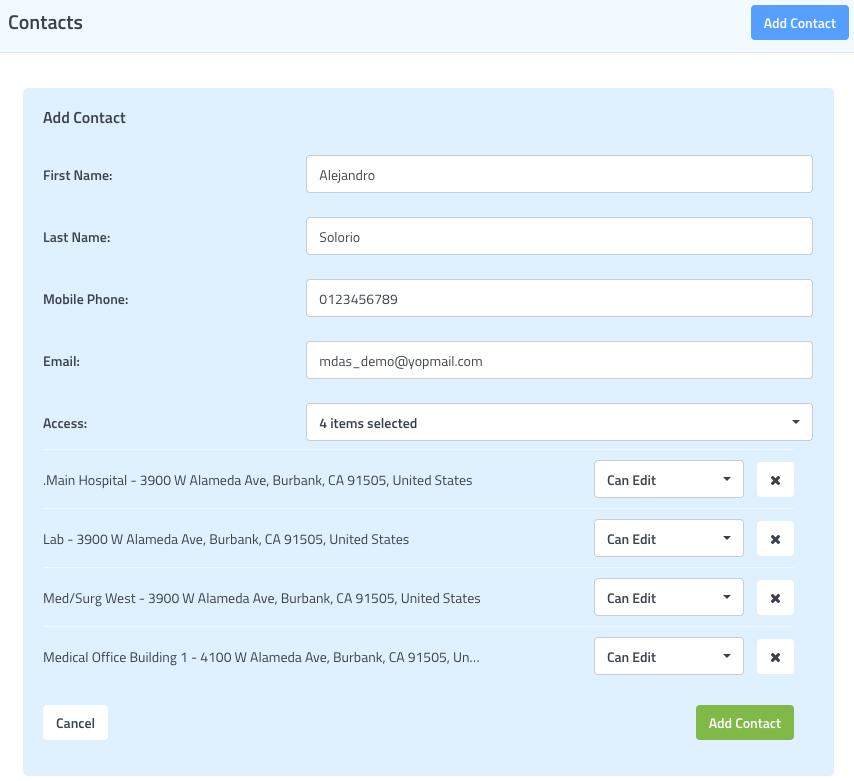 Contacts
Add Contact
Add Contact
First Name:
Alejandro
Last Name:
Solorio
Mobile Phone:
0123456789
Email:
mdas_demo@yopmail.com
Access:
4 items selected
.Main Hospital - 3900 W Alameda Ave, Burbank, CA 91505, United States
Can Edit
Lab - 3900 W Alameda Ave, Burbank, CA 91505, United States
Can Edit
Med/Surg West - 3900 W Alameda Ave, Burbank, CA 91505, United States
Can Edit
Medical Office Building 1 - 4100 W Alameda Ave, Burbank, CA 91505, Un...
Can Edit
Cancel
Add Contact